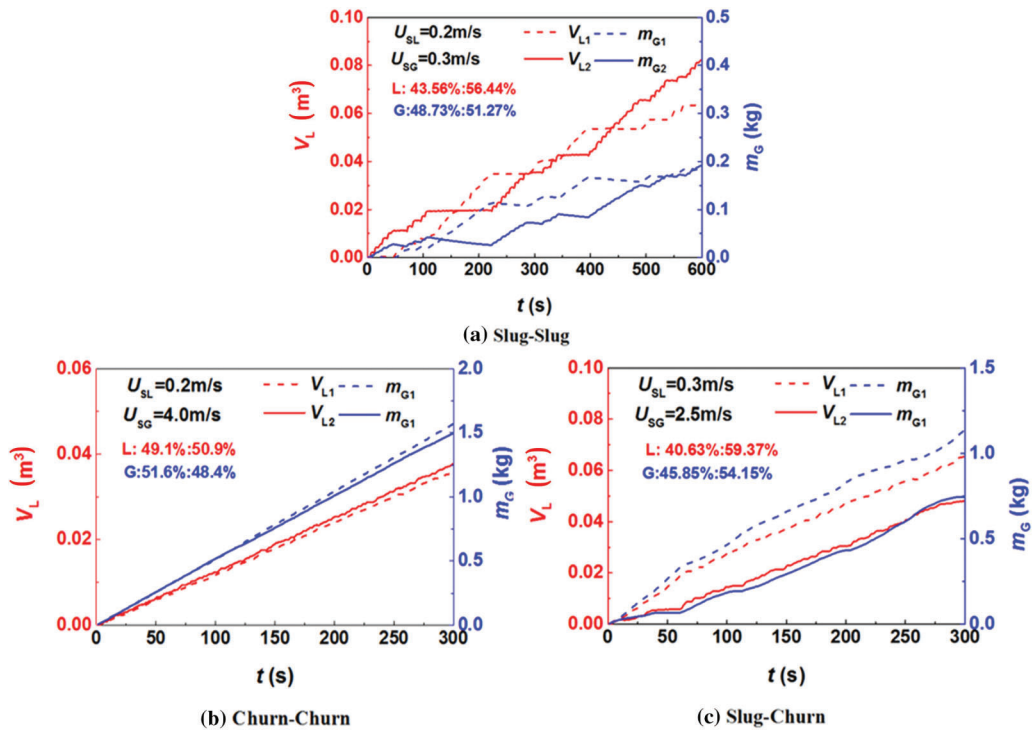 0.10
0.08
0.06
0.04
0.02
0.00
V_L (m³)
U_SL=0.2m/s
U_SG=0.3m/s
L: 43.56%:56.44%
G:48.73%:51.27%
V_L1
m_G1
V_L2
m_G2
0.5
0.4
0.3
0.2
0.1
0.0
m_G (kg)
0 100 200 300 400 500 600
t (s)
(a) Slug-Slug
0.06
0.04
0.02
0.00
V_L (m³)
U_SL=0.2m/s
U_SG=4.0m/s
L: 49.1%:50.9%
G:51.6%:48.4%
V_L1
m_G1
V_L2
m_G1
2.0
1.5
1.0
0.5
0.0
m_G (kg)
0 50 100 150 200 250 300
t (s)
(b) Churn-Churn
0.10
0.08
0.06
0.04
0.02
0.00
V_L (m³)
U_SL=0.3m/s
U_SG=2.5m/s
L: 40.63%:59.37%
G:45.85%:54.15%
V_L1
m_G1
V_L2
m_G1
1.5
1.0
0.5
0.0
m_G (kg)
0 50 100 150 200 250 300
t (s)
(c) Slug-Churn